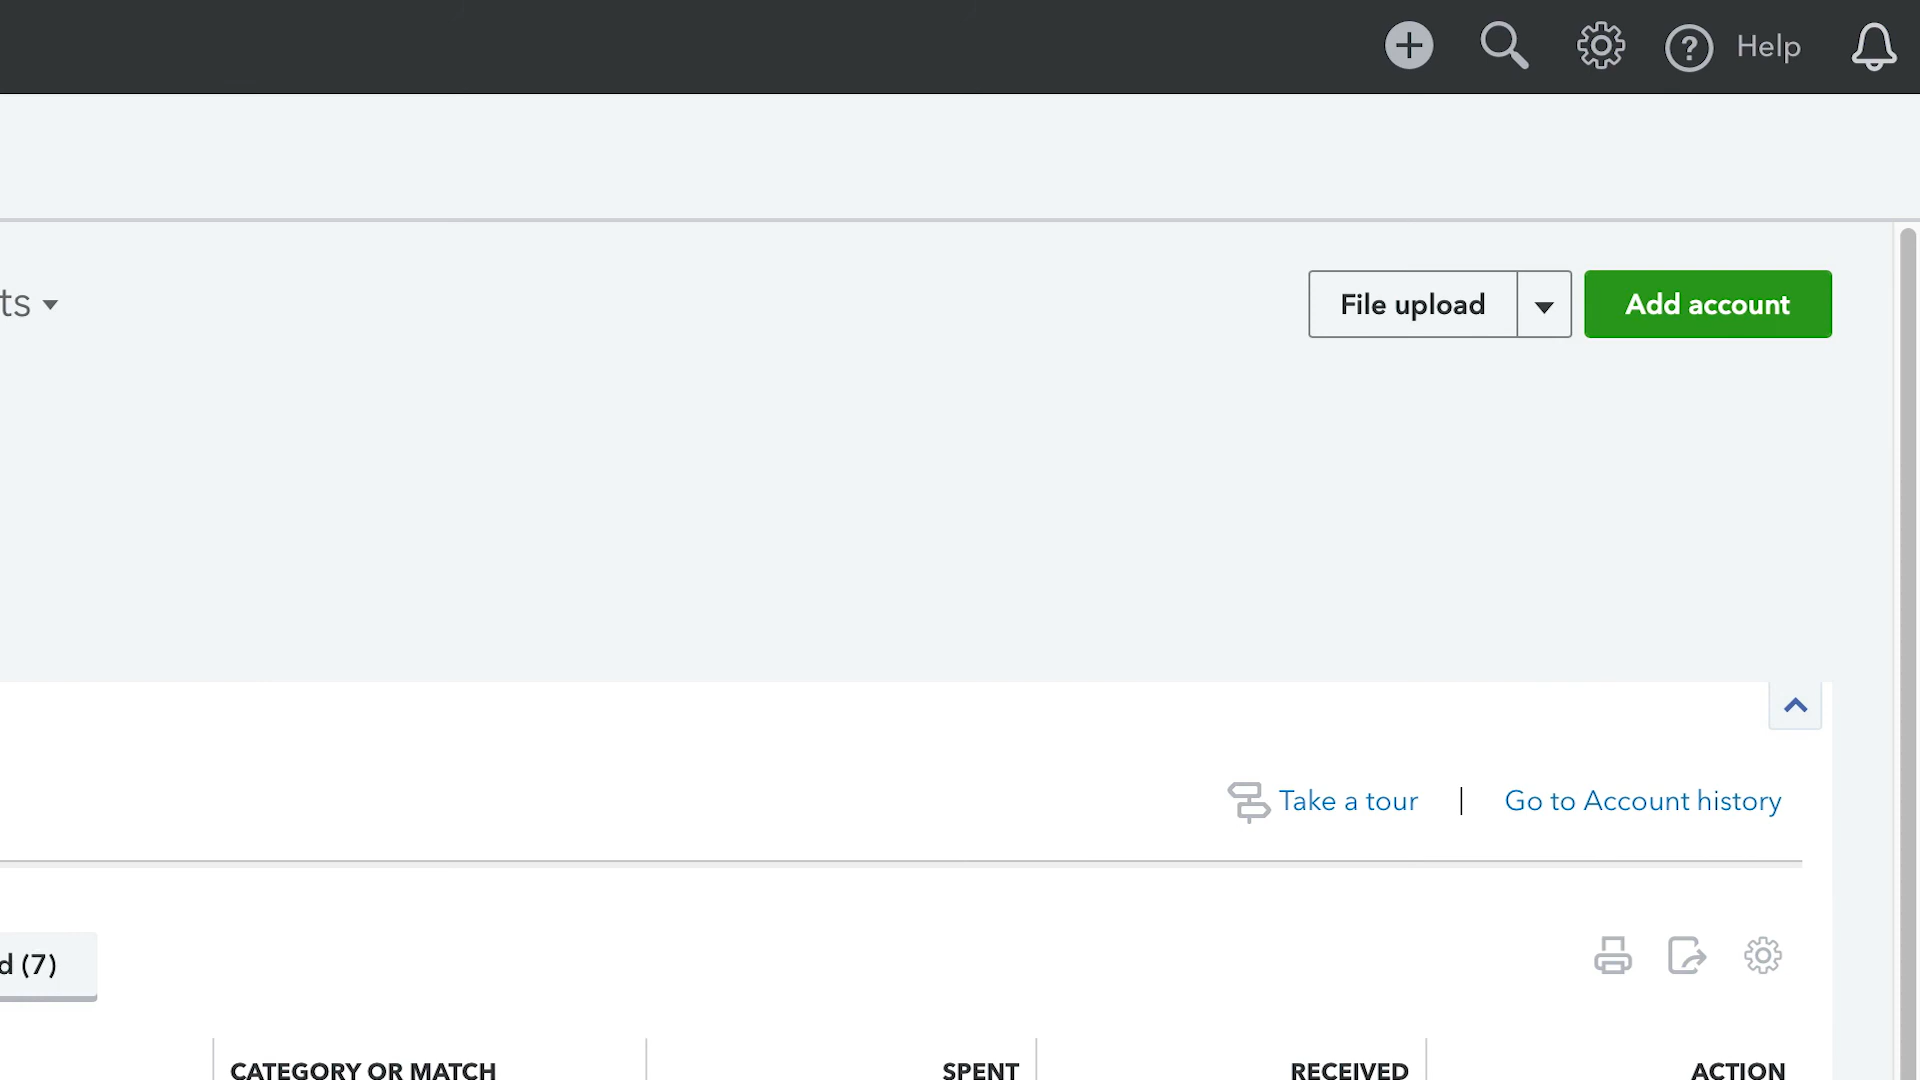 Help
ts
File upload
Add account
Take a tour | Go to Account history
d (7)
CATEGORY OR MATCH SPENT RECEIVED ACTION